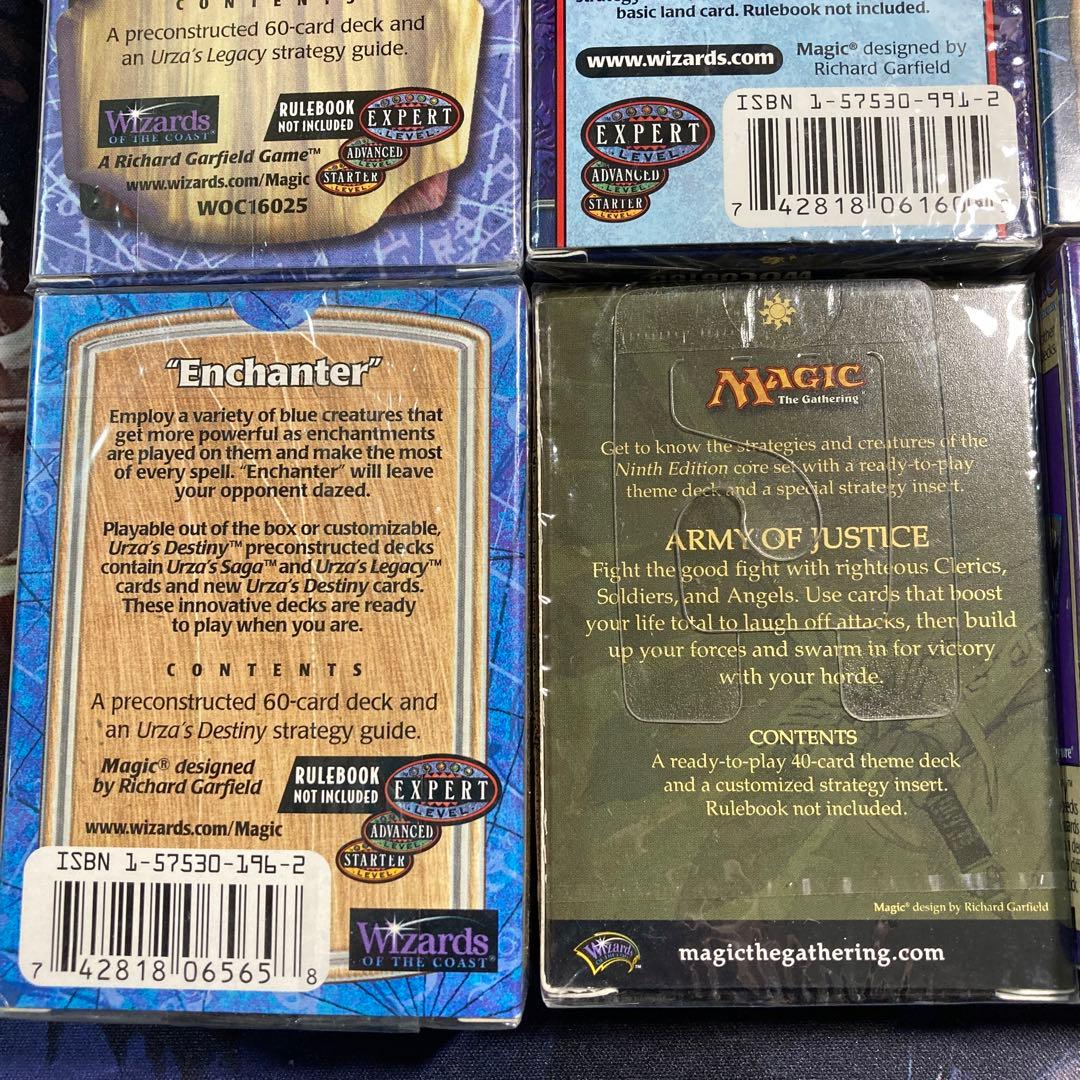 CONTENTS
A preconstructed 60-card deck and
an Urza's Legacy strategy guide.
Wizards
OF THE COAST®
RULEBOOK
NOT INCLUDED
EXPERT
LEVEL
ADVANCED
LEVEL
STARTER
LEVEL
A Richard Garfield Game™
www.wizards.com/Magic
WOC16025
basic land card. Rulebook not included.
www.wizards.com
Magic® designed by
Richard Garfield
EXPERT
LEVEL
ADVANCED
LEVEL
STARTER
LEVEL
ISBN 1-57530-991-2
7 42818 06160
"Enchanter"
Employ a variety of blue creatures that
get more powerful as enchantments
are played on them and make the most
of every spell. "Enchanter" will leave
your opponent dazed.
Playable out of the box or customizable,
Urza's Destiny™ preconstructed decks
contain Urza's Saga™ and Urza's Legacy™
cards and new Urza's Destiny cards.
These innovative decks are ready
to play when you are.
CONTENTS
A preconstructed 60-card deck and
an Urza's Destiny strategy guide.
Magic® designed
by Richard Garfield
RULEBOOK
NOT INCLUDED
EXPERT
LEVEL
ADVANCED
LEVEL
STARTER
LEVEL
www.wizards.com/Magic
ISBN 1-57530-196-2
7 42818 06565 8
Wizards
OF THE COAST®
MAGIC
The Gathering
Get to know the strategies and creatures of the
Ninth Edition core set with a ready-to-play
theme deck and a special strategy insert.
ARMY OF JUSTICE
Fight the good fight with righteous Clerics,
Soldiers, and Angels. Use cards that boost
your life total to laugh off attacks, then build
up your forces and swarm in for victory
with your horde.
CONTENTS
A ready-to-play 40-card theme deck
and a customized strategy insert.
Rulebook not included.
Magic® design by Richard Garfield
Wizards
magicthegathering.com